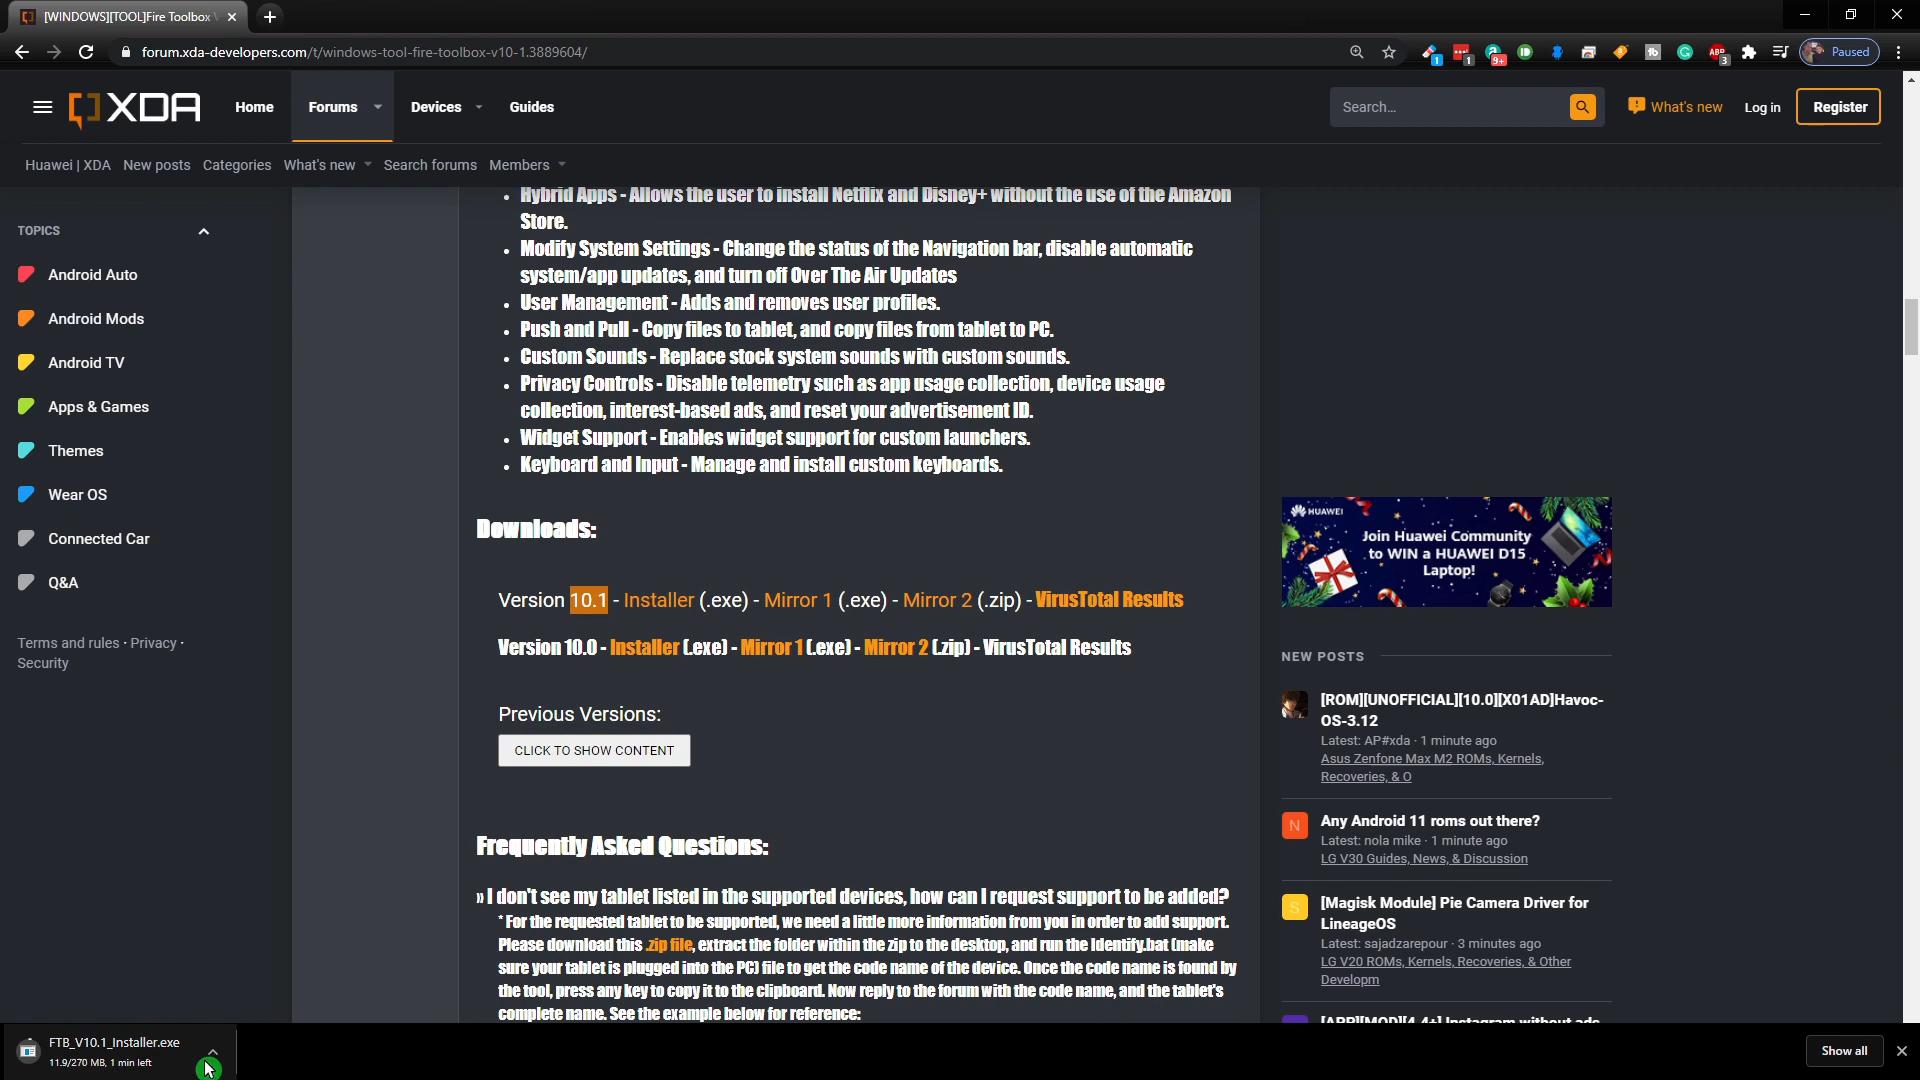 [WINDOWS][TOOL]Fire Toolbox
forum.xda-developers.com/t/windows-tool-fire-toolbox-v10-1.3889604/
1
1
9+
fb
ABP
3
Paused
XDA
Home
Forums
Devices
Guides
Search...
What's new
Log in
Register
Huawei | XDA
New posts
Categories
What's new
Search forums
Members
TOPICS
Android Auto
Android Mods
Android TV
Apps & Games
Themes
Wear OS
Connected Car
Q&A
Terms and rules · Privacy ·
Security
Hybrid Apps - Allows the user to install Netflix and Disney+ without the use of the Amazon
Store.
Modify System Settings - Change the status of the Navigation bar, disable automatic
system/app updates, and turn off Over The Air Updates
User Management - Adds and removes user profiles.
Push and Pull - Copy files to tablet, and copy files from tablet to PC.
Custom Sounds - Replace stock system sounds with custom sounds.
Privacy Controls - Disable telemetry such as app usage collection, device usage
collection, interest-based ads, and reset your advertisement ID.
Widget Support - Enables widget support for custom launchers.
Keyboard and Input - Manage and install custom keyboards.
Downloads:
Version 10.1 - Installer (.exe) - Mirror 1 (.exe) - Mirror 2 (.zip) - VirusTotal Results
Version 10.0 - Installer (.exe) - Mirror 1 (.exe) - Mirror 2 (.zip) - VirusTotal Results
Previous Versions:
CLICK TO SHOW CONTENT
Frequently Asked Questions:
» I don't see my tablet listed in the supported devices, how can I request support to be added?
* For the requested tablet to be supported, we need a little more information from you in order to add support.
Please download this .zip file, extract the folder within the zip to the desktop, and run the Identify.bat (make
sure your tablet is plugged into the PC) file to get the code name of the device. Once the code name is found by
the tool, press any key to copy it to the clipboard. Now reply to the forum with the code name, and the tablet's
complete name. See the example below for reference:
HUAWEI
Join Huawei Community
to WIN a HUAWEI D15
Laptop!
NEW POSTS
[ROM][UNOFFICIAL][10.0][X01AD]Havoc-
OS-3.12
Latest: AP#xda · 1 minute ago
Asus Zenfone Max M2 ROMs, Kernels,
Recoveries, & O
N
Any Android 11 roms out there?
Latest: nola mike · 1 minute ago
LG V30 Guides, News, & Discussion
S
[Magisk Module] Pie Camera Driver for
LineageOS
Latest: sajadzarepour · 3 minutes ago
LG V20 ROMs, Kernels, Recoveries, & Other
Developm
[APP][MOD][4.4+] Instagram without ads
FTB_V10.1_Installer.exe
11.9/270 MB, 1 min left
Show all